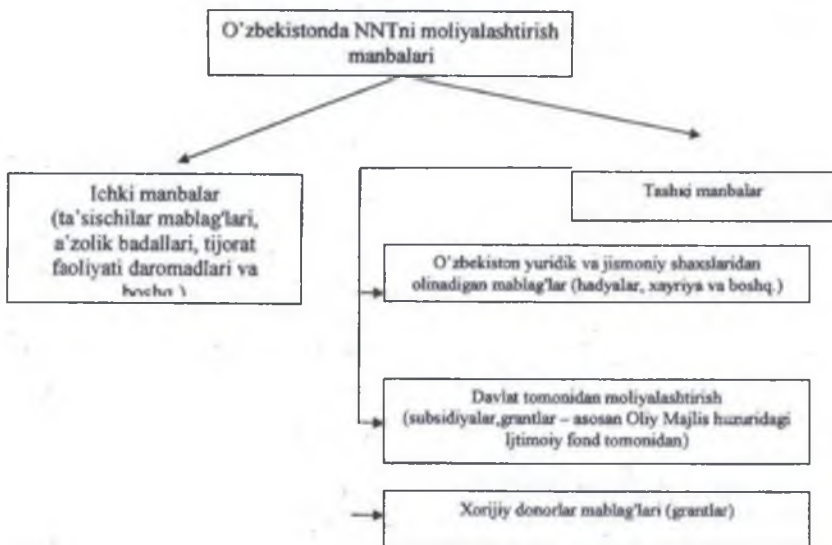 O'zbekistonda NNTni moliyalashtirish
manbalari
Ichki manbalar
(ta'sischilar mablag'lari,
a'zolik badallari, tijorat
faoliyati daromadlari va
boshq.)
Tashqi manbalar
O'zbekiston yuridik va jismoniy shaxslaridan
olinadigan mablag'lar (hadyalar, xayriya va boshq.)
Davlat tomonidan moliyalashtirish
(subsidiyalar,grantlar – asosan Oliy Majlis huzuridagi
Ijtimoiy fond tomonidan)
Xorijiy donorlar mablag'lari (grantlar)